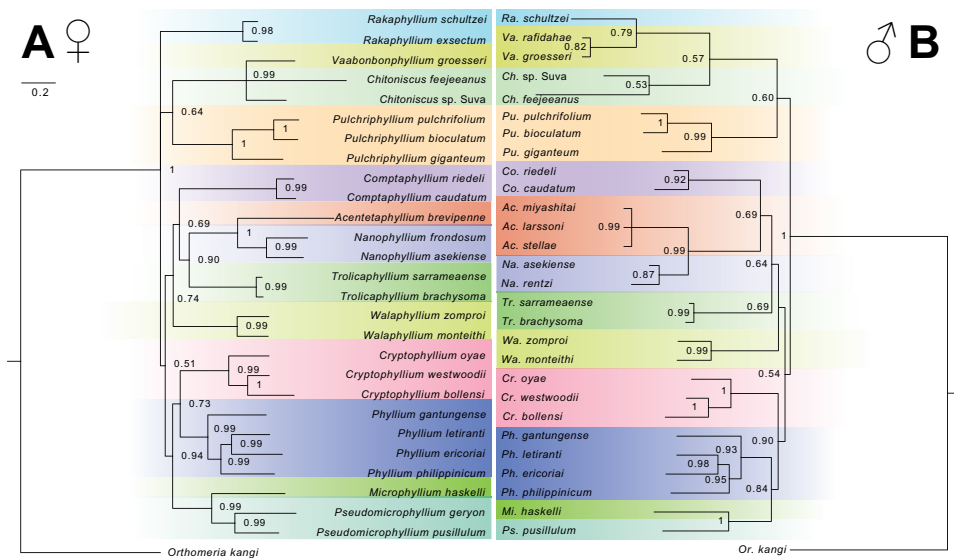 A ♀
0.2
Rakaphyllium schultzei
0.98
Rakaphyllium exsectum
Vaabonbonphyllium groesseri
0.99
Chitoniscus feejeeanus
Chitoniscus sp. Suva
0.64
Pulchriphyllium pulchrifolium
1
Pulchriphyllium bioculatum
1
Pulchriphyllium giganteum
1
Comptaphyllium riedeli
0.99
Comptaphyllium caudatum
0.69
Acentetaphyllium brevipenne
1
Nanophyllium frondosum
0.99
Nanophyllium asekiense
0.90
Trolicaphyllium sarrameaense
0.99
Trolicaphyllium brachysoma
0.74
Walaphyllium zomproi
0.99
Walaphyllium monteithi
0.51
Cryptophyllium oyae
0.99
Cryptophyllium westwoodii
1
Cryptophyllium bollensi
0.73
Phyllium gantungense
0.99
Phyllium letiranti
0.99
Phyllium ericoriai
0.99
0.94
Phyllium philippinicum
Microphyllium haskelli
0.99
Pseudomicrophyllium geryon
0.99
Pseudomicrophyllium pusillulum
Orthomeria kangi
♂ B
Ra. schultzei
0.79
Va. rafidahae
0.82
Va. groesseri
0.57
Ch. sp. Suva
0.53
Ch. feejeeanus
0.60
Pu. pulchrifolium
1
Pu. bioculatum
0.99
Pu. giganteum
Co. riedeli
0.92
Co. caudatum
Ac. miyashitai
0.69
Ac. larssoni
0.99
Ac. stellae
0.99
1
Na. asekiense
0.87
Na. rentzi
0.64
Tr. sarrameaense
0.99
0.69
Tr. brachysoma
Wa. zomproi
0.99
Wa. monteithi
0.54
Cr. oyae
1
Cr. westwoodii
1
Cr. bollensi
0.90
Ph. gantungense
0.93
Ph. letiranti
0.98
Ph. ericoriai
0.95
0.84
Ph. philippinicum
Mi. haskelli
1
Ps. pusillulum
Or. kangi